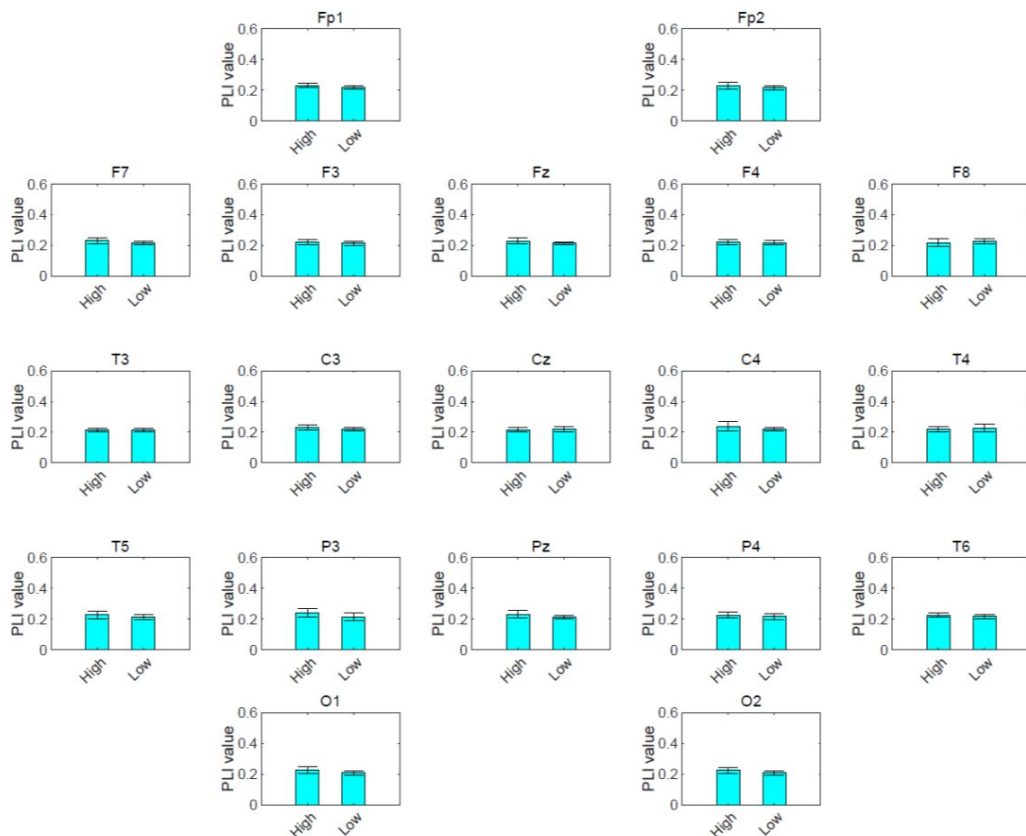 Fp1 Fp2
0.6 0.6
0.4 0.4
0.2 0.2
0 0
PLI value PLI value
High Low High Low
F7 F3 Fz F4 F8
0.6 0.6 0.6 0.6 0.6
0.4 0.4 0.4 0.4 0.4
0.2 0.2 0.2 0.2 0.2
0 0 0 0 0
PLI value PLI value PLI value PLI value PLI value
High Low High Low High Low High Low High Low
T3 C3 Cz C4 T4
0.6 0.6 0.6 0.6 0.6
0.4 0.4 0.4 0.4 0.4
0.2 0.2 0.2 0.2 0.2
0 0 0 0 0
PLI value PLI value PLI value PLI value PLI value
High Low High Low High Low High Low High Low
T5 P3 Pz P4 T6
0.6 0.6 0.6 0.6 0.6
0.4 0.4 0.4 0.4 0.4
0.2 0.2 0.2 0.2 0.2
0 0 0 0 0
PLI value PLI value PLI value PLI value PLI value
High Low High Low High Low High Low High Low
O1 O2
0.6 0.6
0.4 0.4
0.2 0.2
0 0
PLI value PLI value
High Low High Low